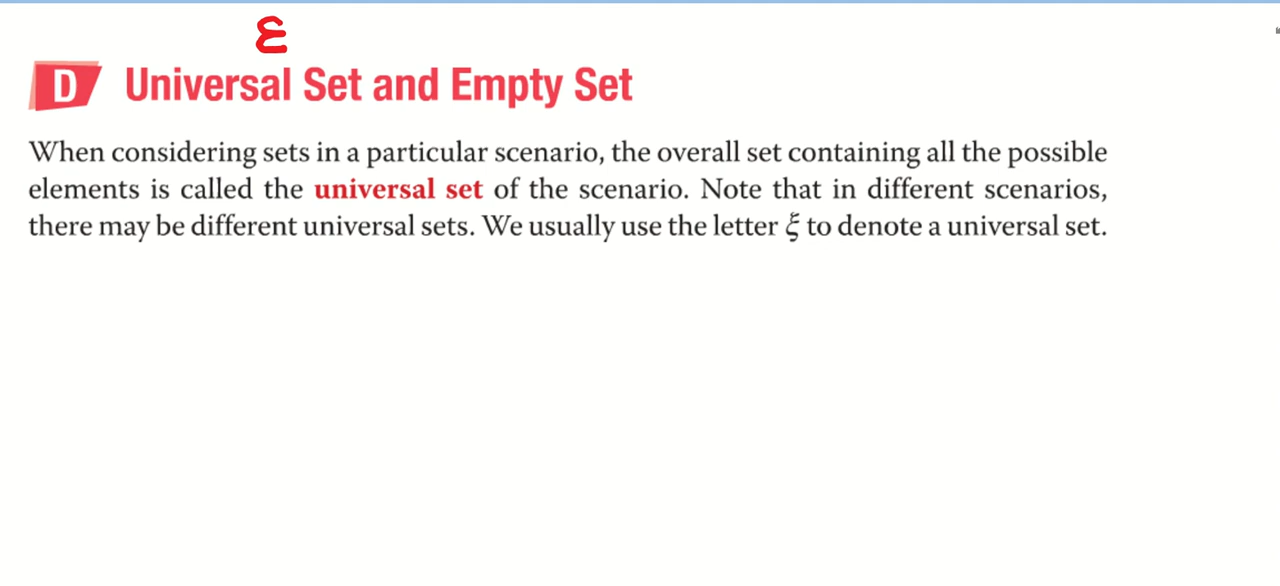 ε
D Universal Set and Empty Set
When considering sets in a particular scenario, the overall set containing all the possible
elements is called the universal set of the scenario. Note that in different scenarios,
there may be different universal sets. We usually use the letter ξ to denote a universal set.